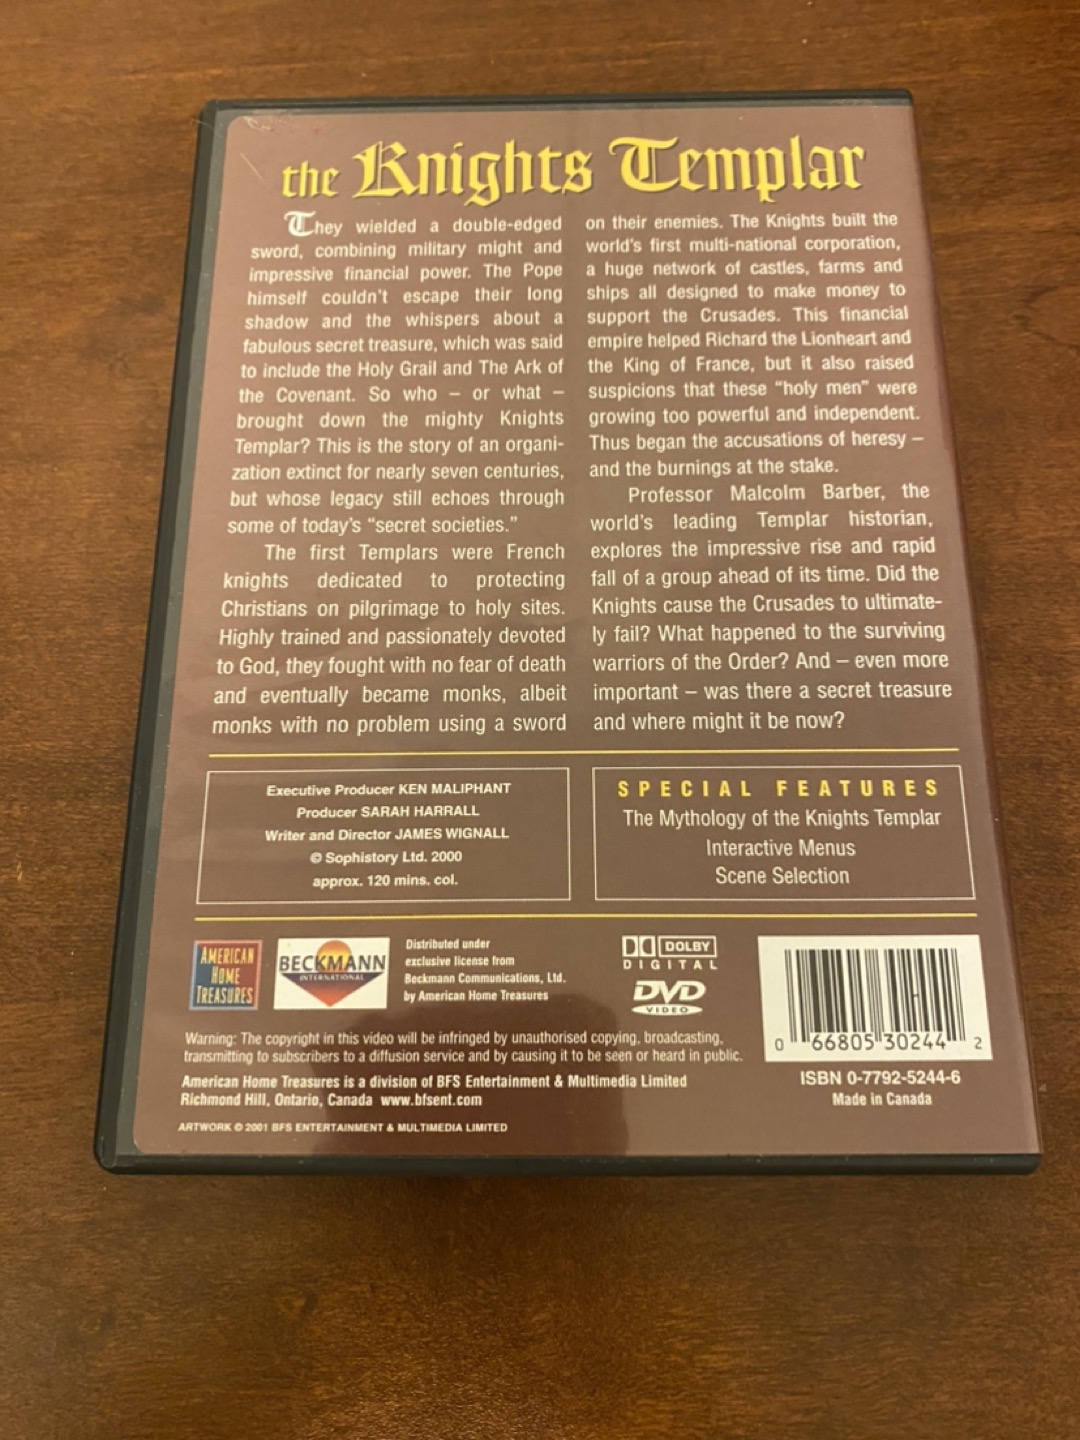 the Knights Templar
They wielded a double-edged
sword, combining military might and
impressive financial power. The Pope
himself couldn't escape their long
shadow and the whispers about a
fabulous secret treasure, which was said
to include the Holy Grail and The Ark of
the Covenant. So who – or what –
brought down the mighty Knights
Templar? This is the story of an organi-
zation extinct for nearly seven centuries,
but whose legacy still echoes through
some of today's "secret societies."
The first Templars were French
knights dedicated to protecting
Christians on pilgrimage to holy sites.
Highly trained and passionately devoted
to God, they fought with no fear of death
and eventually became monks, albeit
monks with no problem using a sword
on their enemies. The Knights built the
world's first multi-national corporation,
a huge network of castles, farms and
ships all designed to make money to
support the Crusades. This financial
empire helped Richard the Lionheart and
the King of France, but it also raised
suspicions that these "holy men" were
growing too powerful and independent.
Thus began the accusations of heresy –
and the burnings at the stake.
Professor Malcolm Barber, the
world's leading Templar historian,
explores the impressive rise and rapid
fall of a group ahead of its time. Did the
Knights cause the Crusades to ultimate-
ly fail? What happened to the surviving
warriors of the Order? And – even more
important – was there a secret treasure
and where might it be now?
Executive Producer KEN MALIPHANT
Producer SARAH HARRALL
Writer and Director JAMES WIGNALL
© Sophistory Ltd. 2000
approx. 120 mins. col.
SPECIAL FEATURES
The Mythology of the Knights Templar
Interactive Menus
Scene Selection
AMERICAN
HOME
TREASURES
BECKMANN
INTERNATIONAL
Distributed under
exclusive license from
Beckmann Communications, Ltd.
by American Home Treasures
DOLBY
DIGITAL
DVD
VIDEO
0 66805 30244 2
ISBN 0-7792-5244-6
Made in Canada
Warning: The copyright in this video will be infringed by unauthorised copying, broadcasting,
transmitting to subscribers to a diffusion service and by causing it to be seen or heard in public.
American Home Treasures is a division of BFS Entertainment & Multimedia Limited
Richmond Hill, Ontario, Canada www.bfsent.com
ARTWORK © 2001 BFS ENTERTAINMENT & MULTIMEDIA LIMITED